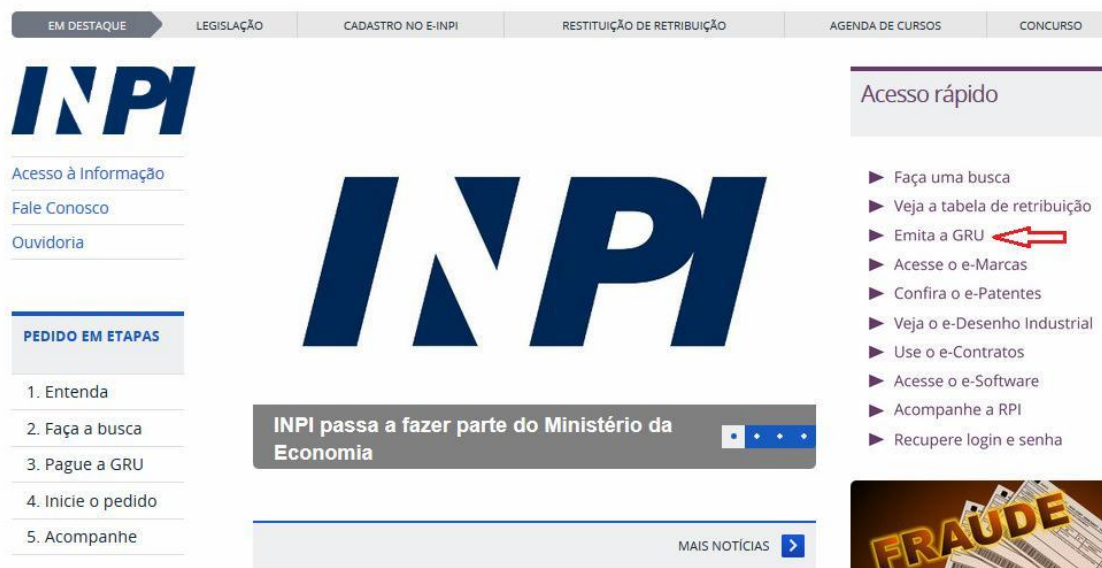 EM DESTAQUE
LEGISLAÇÃO
CADASTRO NO E-INPI
RESTITUIÇÃO DE RETRIBUIÇÃO
AGENDA DE CURSOS
CONCURSO
INPI
Acesso à Informação
Fale Conosco
Ouvidoria
PEDIDO EM ETAPAS
1. Entenda
2. Faça a busca
3. Pague a GRU
4. Inicie o pedido
5. Acompanhe
INPI
INPI passa a fazer parte do Ministério da
Economia
MAIS NOTÍCIAS
Acesso rápido
Faça uma busca
Veja a tabela de retribuição
Emita a GRU
Acesse o e-Marcas
Confira o e-Patentes
Veja o e-Desenho Industrial
Use o e-Contratos
Acesse o e-Software
Acompanhe a RPI
Recupere login e senha
FRAUDE